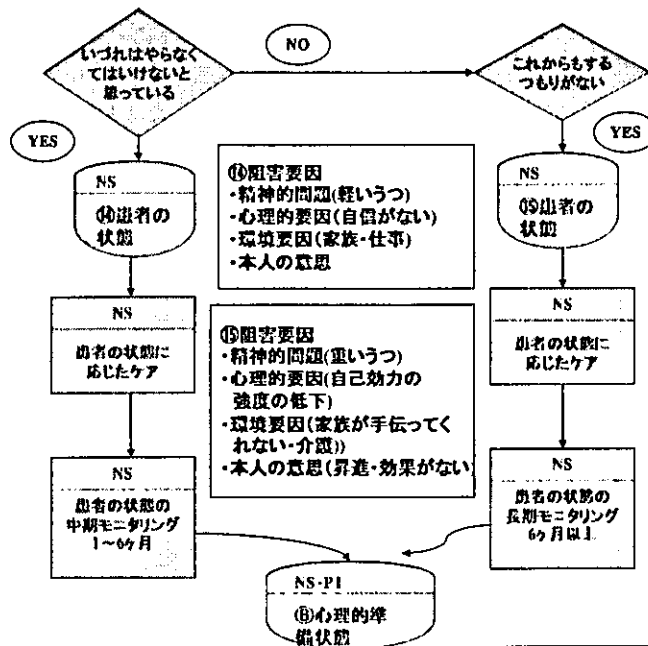 いづれはやらなく
てはいけないと
思っている
NO
これからもする
つもりがない
YES
YES
NS
⑭患者の
状態
⑭阻害要因
・精神的問題(軽いうつ)
・心理的要因(自信がない)
・環境要因(家族・仕事)
・本人の意思
NS
⑮患者の
状態
NS
患者の状態に
応じたケア
⑮阻害要因
・精神的問題(重いうつ)
・心理的要因(自己効力の
強度の低下)
・環境要因(家族が手伝ってく
れない・介護))
・本人の意思(昇進・効果がない
NS
患者の状態に
応じたケア
NS
患者の状態の
中期モニタリング
1～6ヶ月
NS
患者の状態の
長期モニタリング
6ヶ月以上
NS-PI
Ⓑ心理的準
備状態